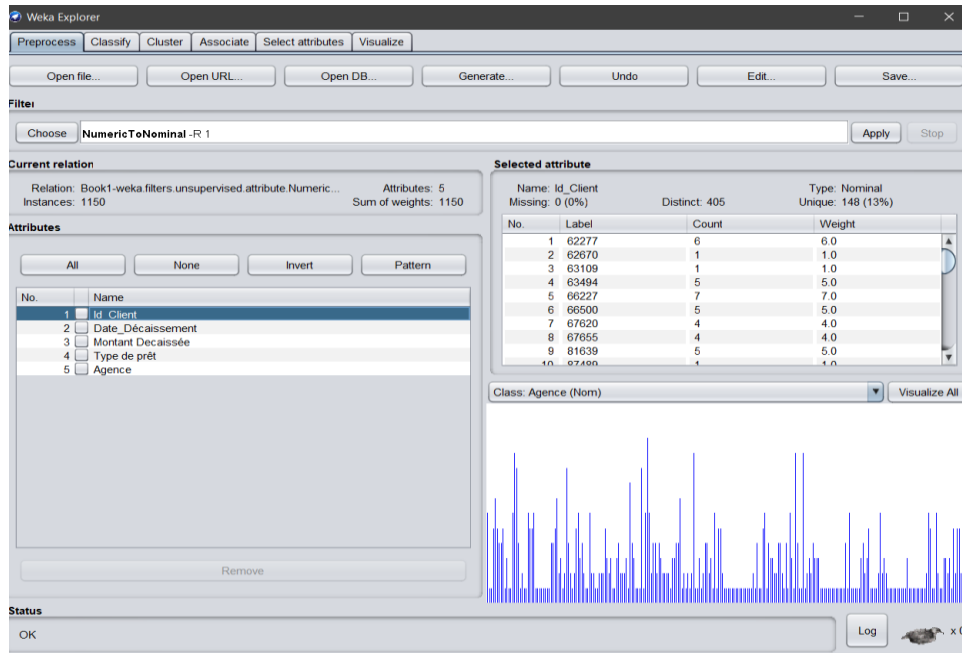 Weka Explorer
Preprocess Classify Cluster Associate Select attributes Visualize
Open file... Open URL... Open DB... Generate... Undo Edit... Save...
Filter
Choose NumericToNominal -R 1 Apply Stop
Current relation
Relation: Book1-weka.filters.unsupervised.attribute.Numeric... Attributes: 5
Instances: 1150 Sum of weights: 1150
Attributes
All None Invert Pattern
No. Name
1 Id_Client
2 Date_Décaissement
3 Montant Decaissée
4 Type de prêt
5 Agence
Remove
Selected attribute
Name: Id_Client Type: Nominal
Missing: 0 (0%) Distinct: 405 Unique: 148 (13%)
No. Label Count Weight
1 62277 6 6.0
2 62670 1 1.0
3 63109 1 1.0
4 63494 5 5.0
5 66227 7 7.0
6 66500 5 5.0
7 67620 4 4.0
8 67655 4 4.0
9 81639 5 5.0
10 87489 1 1.0
Class: Agence (Nom) Visualize All
Status
OK Log x 0